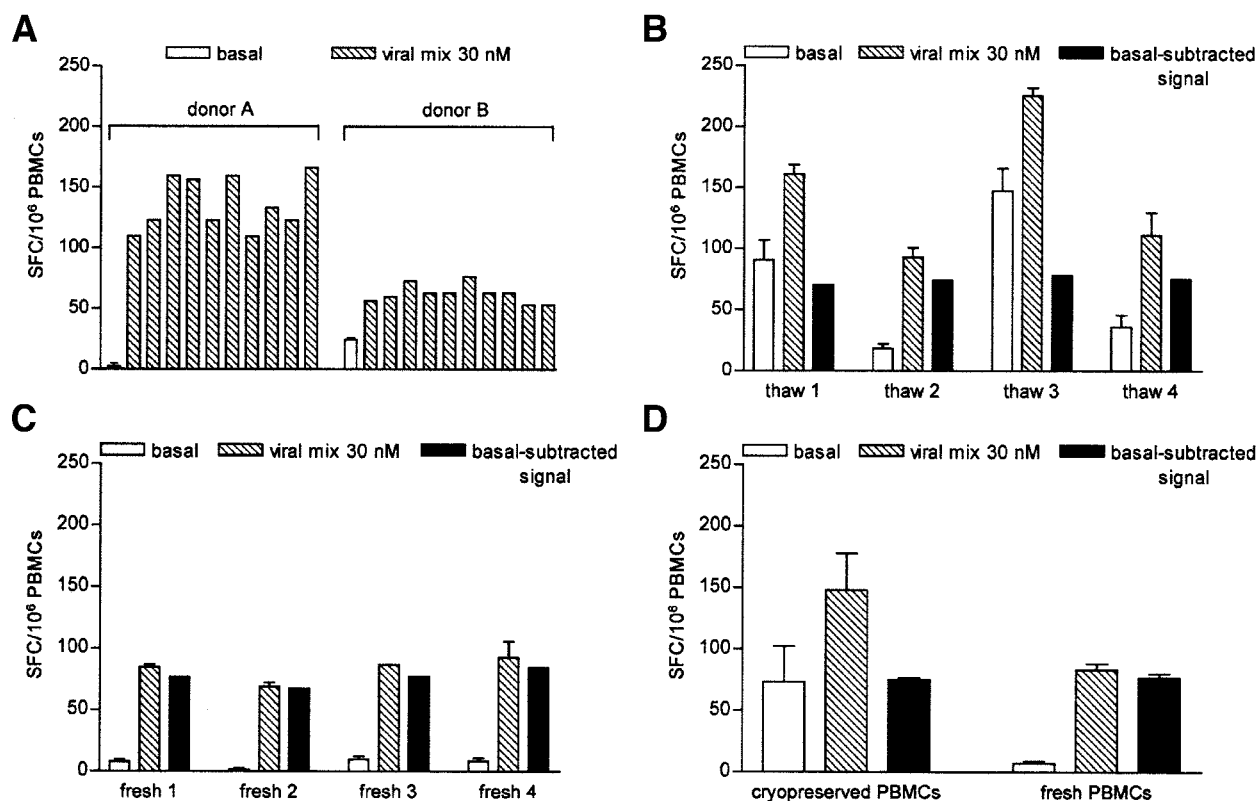 A
basal
viral mix 30 nM
250
200
150
100
50
0
SFC/10⁶ PBMCs
donor A
donor B
B
basal
viral mix 30 nM
basal-subtracted
signal
250
200
150
100
50
0
SFC/10⁶ PBMCs
thaw 1
thaw 2
thaw 3
thaw 4
C
basal
viral mix 30 nM
basal-subtracted
signal
250
200
150
100
50
0
SFC/10⁶ PBMCs
fresh 1
fresh 2
fresh 3
fresh 4
D
basal
viral mix 30 nM
basal-subtracted
signal
250
200
150
100
50
0
SFC/10⁶ PBMCs
cryopreserved PBMCs
fresh PBMCs